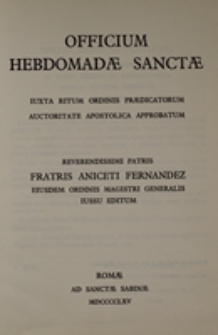 OFFICIUM
HEBDOMADÆ SANCTÆ
IUXTA RITUM ORDINIS PRÆDICATORUM
AUCTORITATE APOSTOLICA APPROBATUM
REVERENDISSIMI PATRIS
FRATRIS ANICETI FERNANDEZ
EIUSDEM ORDINIS MAGISTRI GENERALIS
IUSSU EDITUM
ROMÆ
AD SANCTÆ SABINÆ
MDCCCCLXV